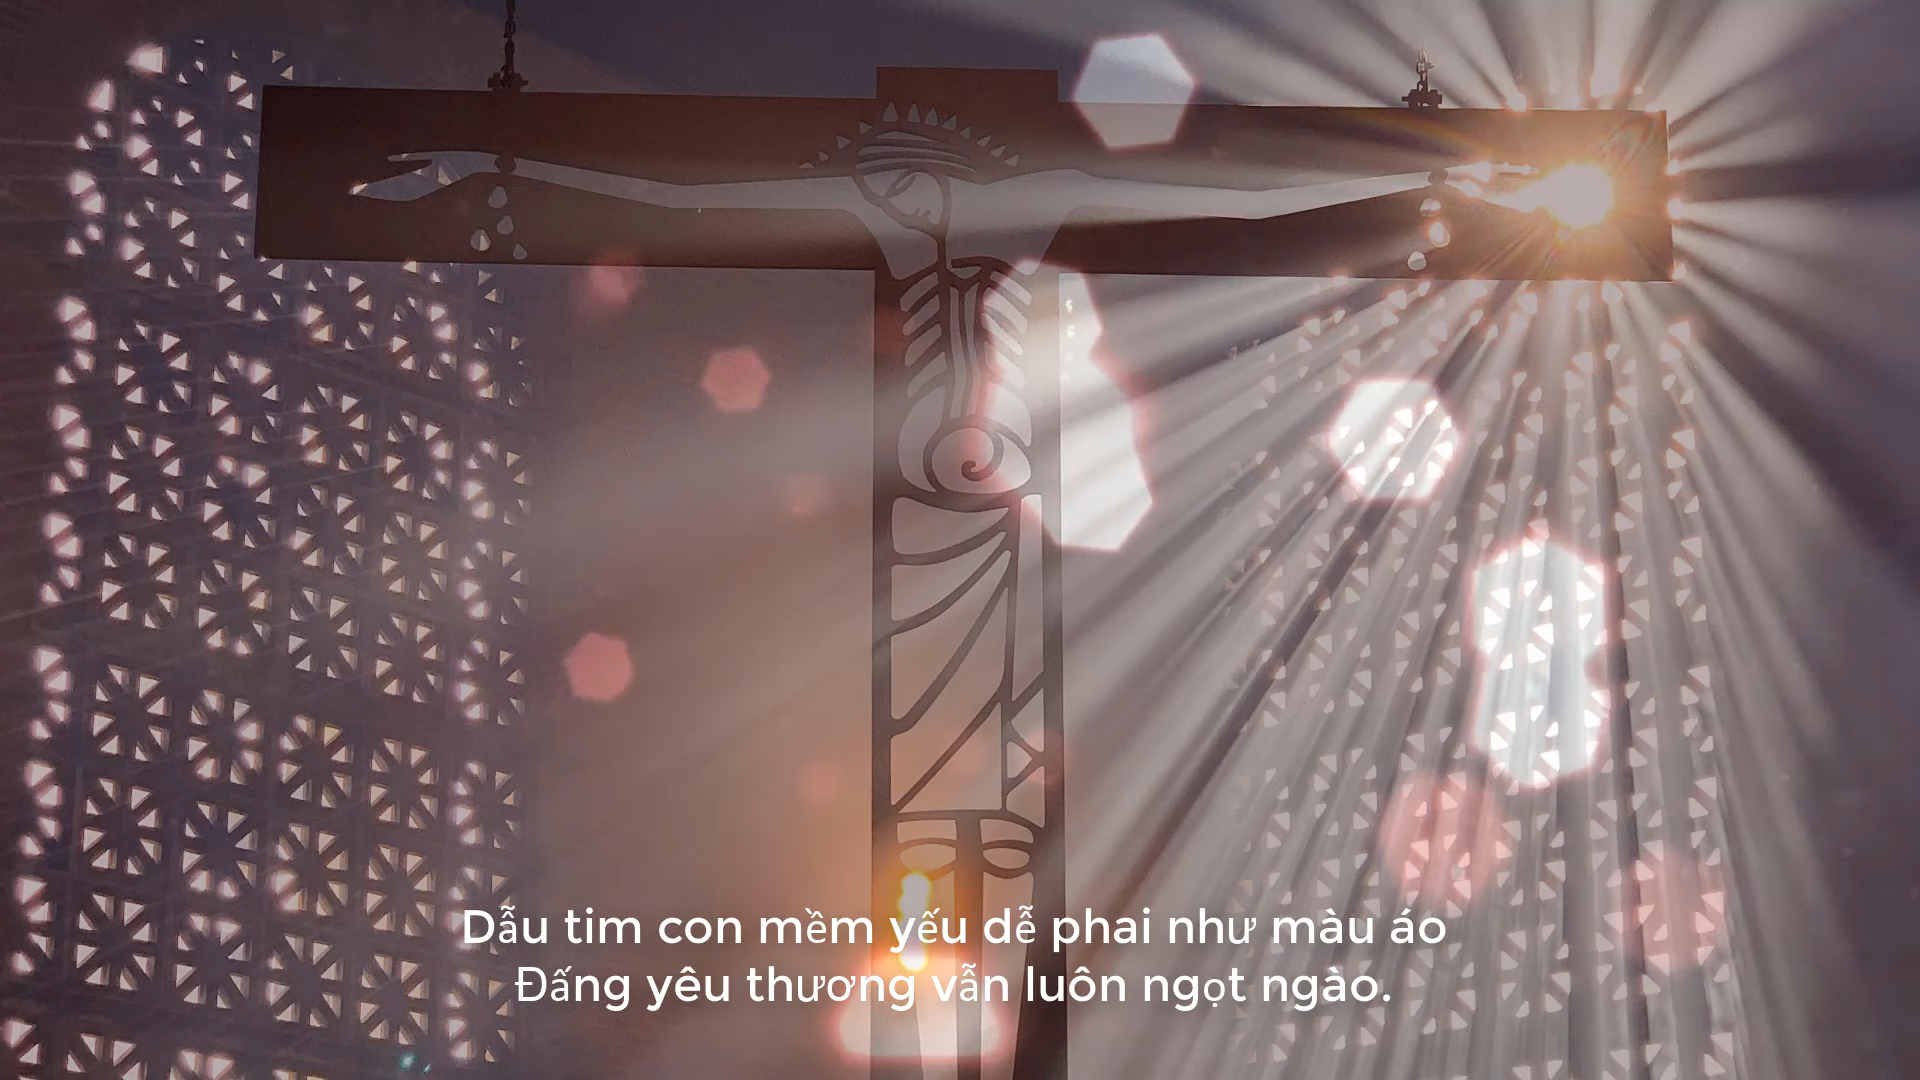 Dẫu tim con mềm yếu dễ phai như màu áo
Đấng yêu thương vẫn luôn ngọt ngào.